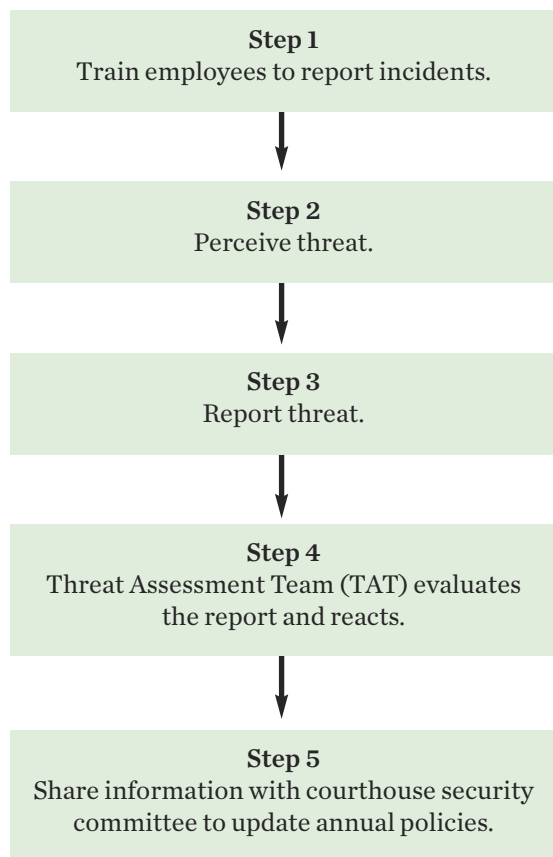 Step 1
Train employees to report incidents.
Step 2
Perceive threat.
Step 3
Report threat.
Step 4
Threat Assessment Team (TAT) evaluates
the report and reacts.
Step 5
Share information with courthouse security
committee to update annual policies.